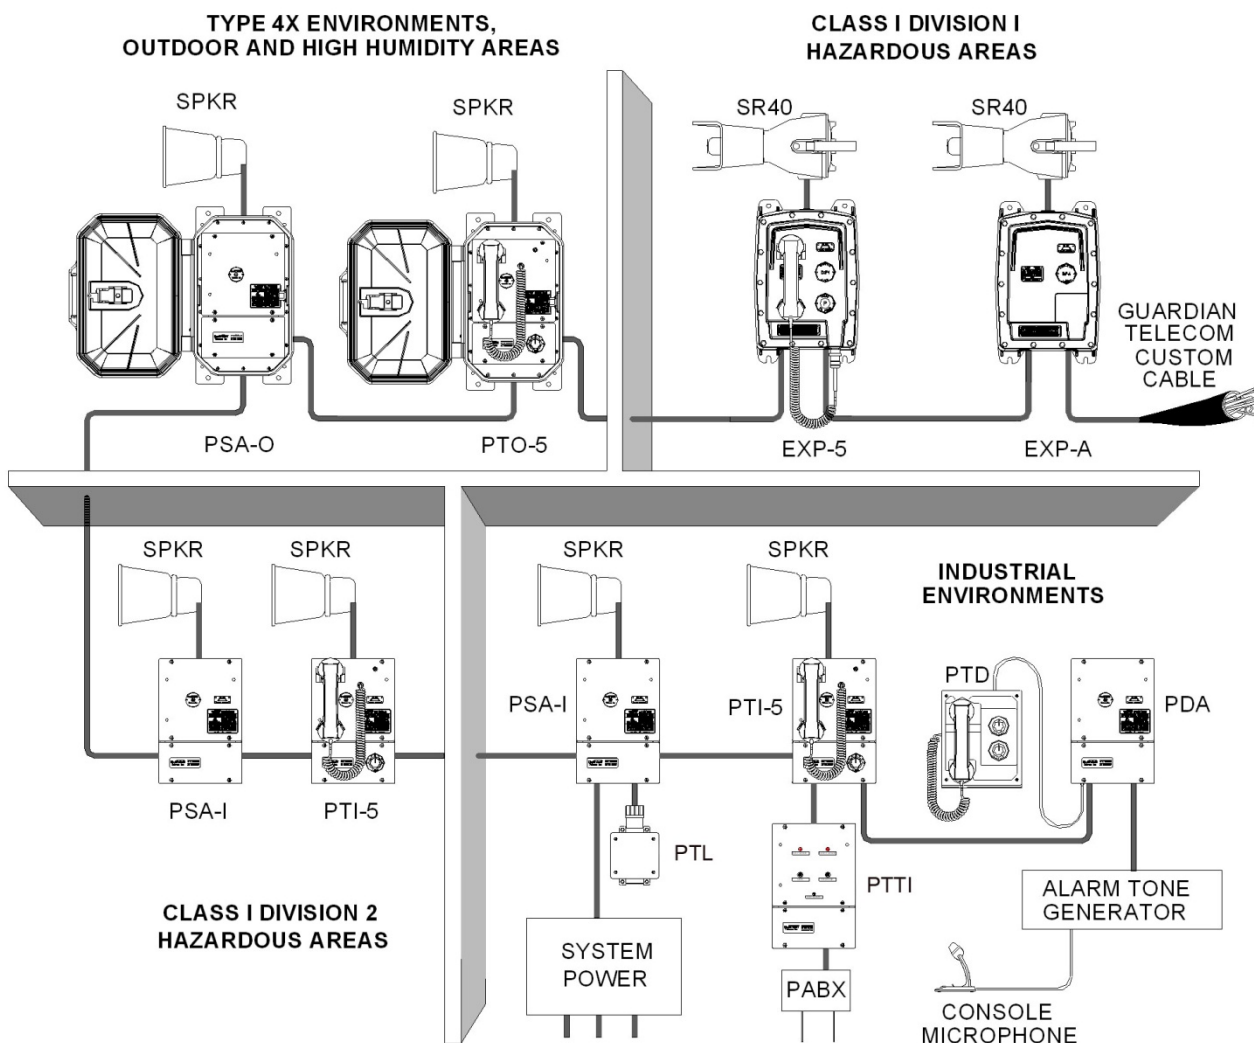 TYPE 4X ENVIRONMENTS,
OUTDOOR AND HIGH HUMIDITY AREAS
CLASS I DIVISION I
HAZARDOUS AREAS
SPKR
SPKR
SR40
SR40
GUARDIAN
TELECOM
CUSTOM
CABLE
PSA-O
PTO-5
EXP-5
EXP-A
SPKR
SPKR
SPKR
SPKR
INDUSTRIAL
ENVIRONMENTS
PSA-I
PTI-5
PTD
PDA
PSA-I
PTI-5
PTL
PTTI
CLASS I DIVISION 2
HAZARDOUS AREAS
SYSTEM
POWER
PABX
ALARM TONE
GENERATOR
CONSOLE
MICROPHONE